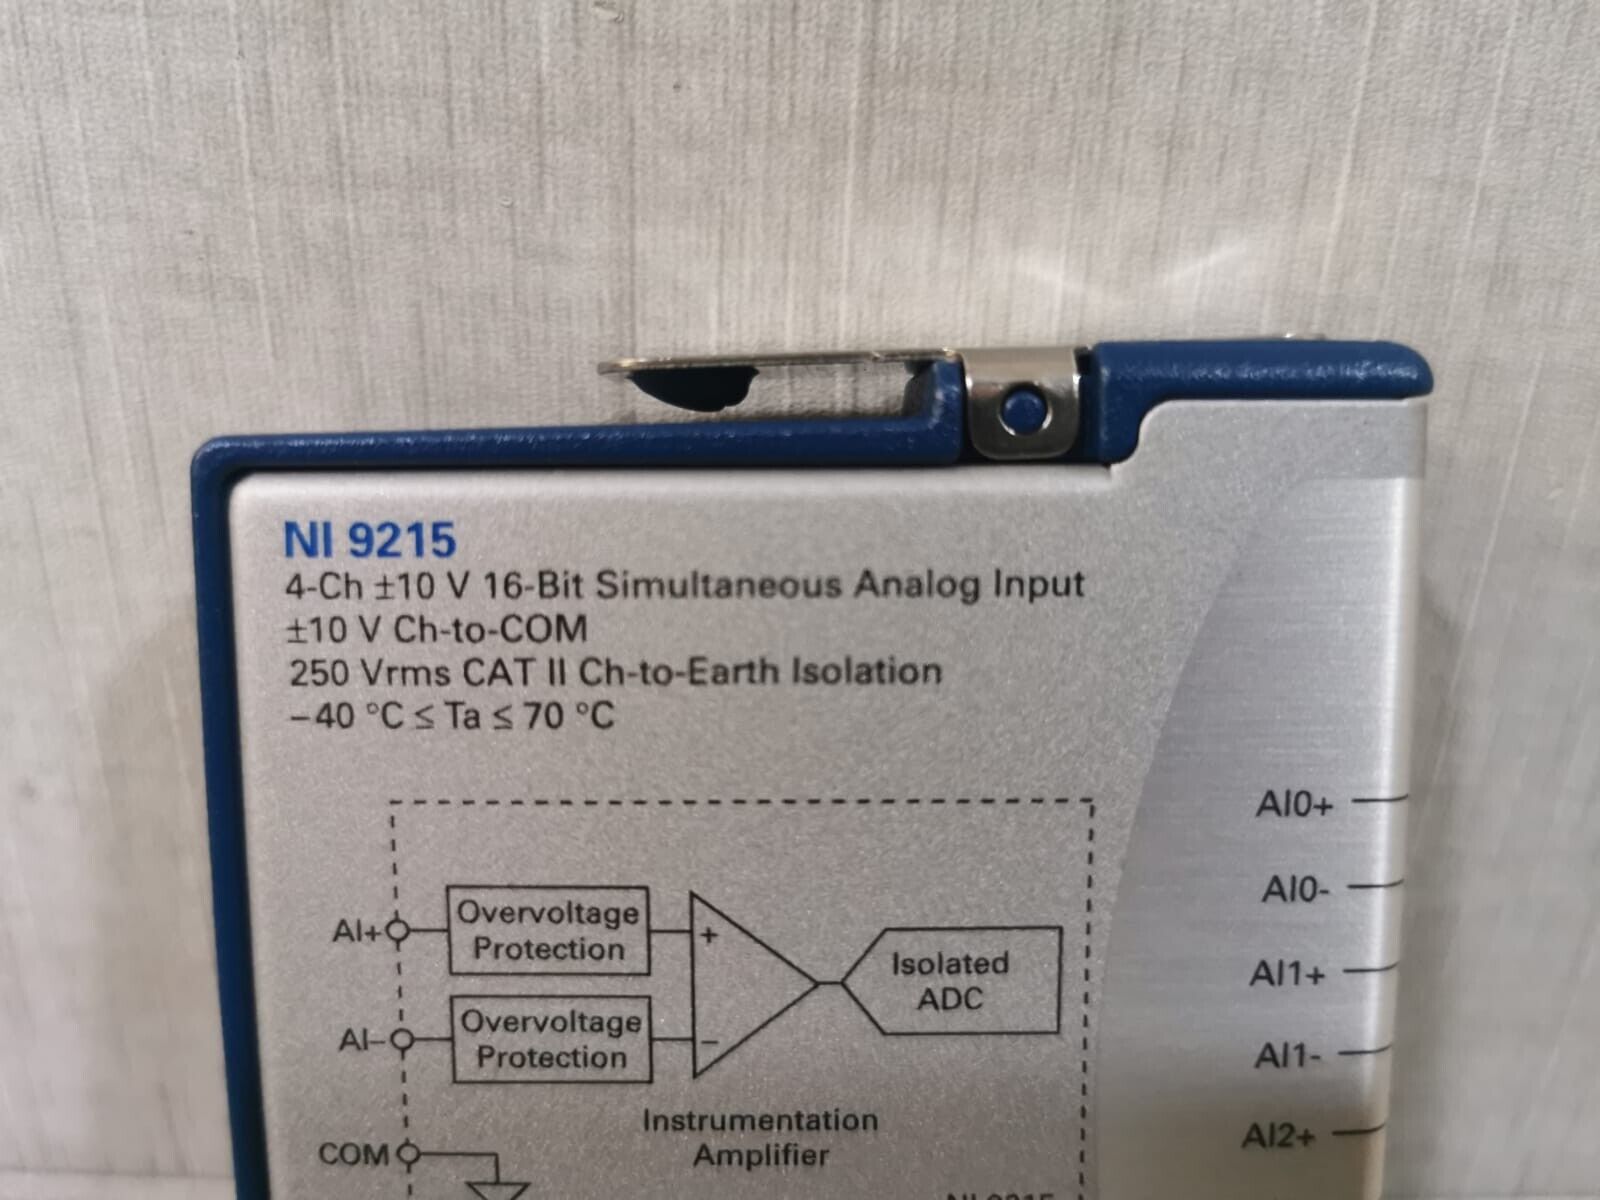 NI 9215
4-Ch ±10 V 16-Bit Simultaneous Analog Input
±10 V Ch-to-COM
250 Vrms CAT II Ch-to-Earth Isolation
−40 °C ≤ Ta ≤ 70 °C
AI0+
AI0-
AI1+
AI1-
AI2+
AI+
Overvoltage
Protection
+
Isolated
ADC
AI−
Overvoltage
Protection
−
Instrumentation
Amplifier
COM
NI 9215